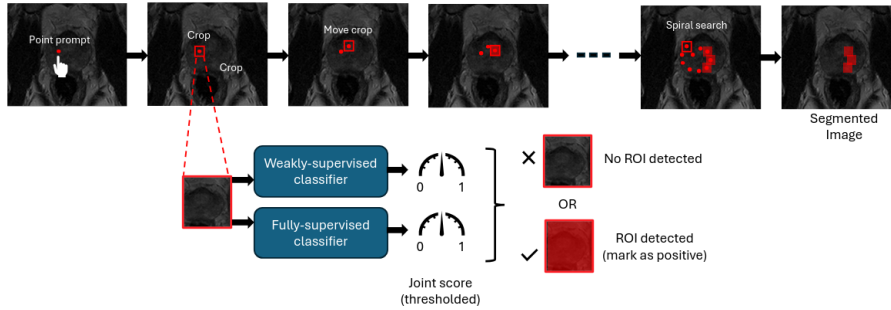 Point prompt
Crop
Crop
Move crop
Spiral search
Segmented
Image
Weakly-supervised
classifier
0
1
No ROI detected
OR
Fully-supervised
classifier
0
1
ROI detected
(mark as positive)
Joint score
(thresholded)